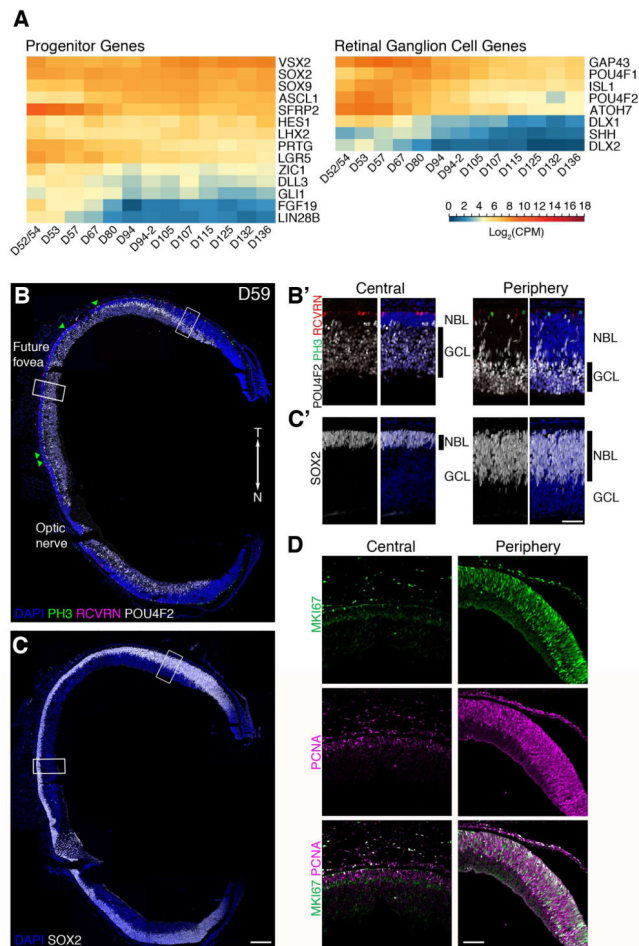 A
Progenitor Genes
VSX2
SOX2
SOX9
ASCL1
SFRP2
HES1
LHX2
PRTG
LGR5
ZIC1
DLL3
GLI1
FGF19
LIN28B
D52/54 D53 D57 D67 D80 D94 D94-2 D105 D107 D115 D125 D132 D136
Retinal Ganglion Cell Genes
GAP43
POU4F1
ISL1
POU4F2
ATOH7
DLX1
SHH
DLX2
D52/54 D53 D57 D67 D80 D94 D94-2 D105 D107 D115 D125 D132 D136
0 2 4 6 8 10 12 14 16 18
Log2(CPM)
B
D59
Future
fovea
T
N
Optic
nerve
DAPI PH3 RCVRN POU4F2
B'
Central
Periphery
POU4F2 PH3 RCVRN
NBL
GCL
NBL
GCL
C'
SOX2
NBL
GCL
NBL
GCL
C
DAPI SOX2
D
Central
Periphery
MKI67
PCNA
MKI67 PCNA